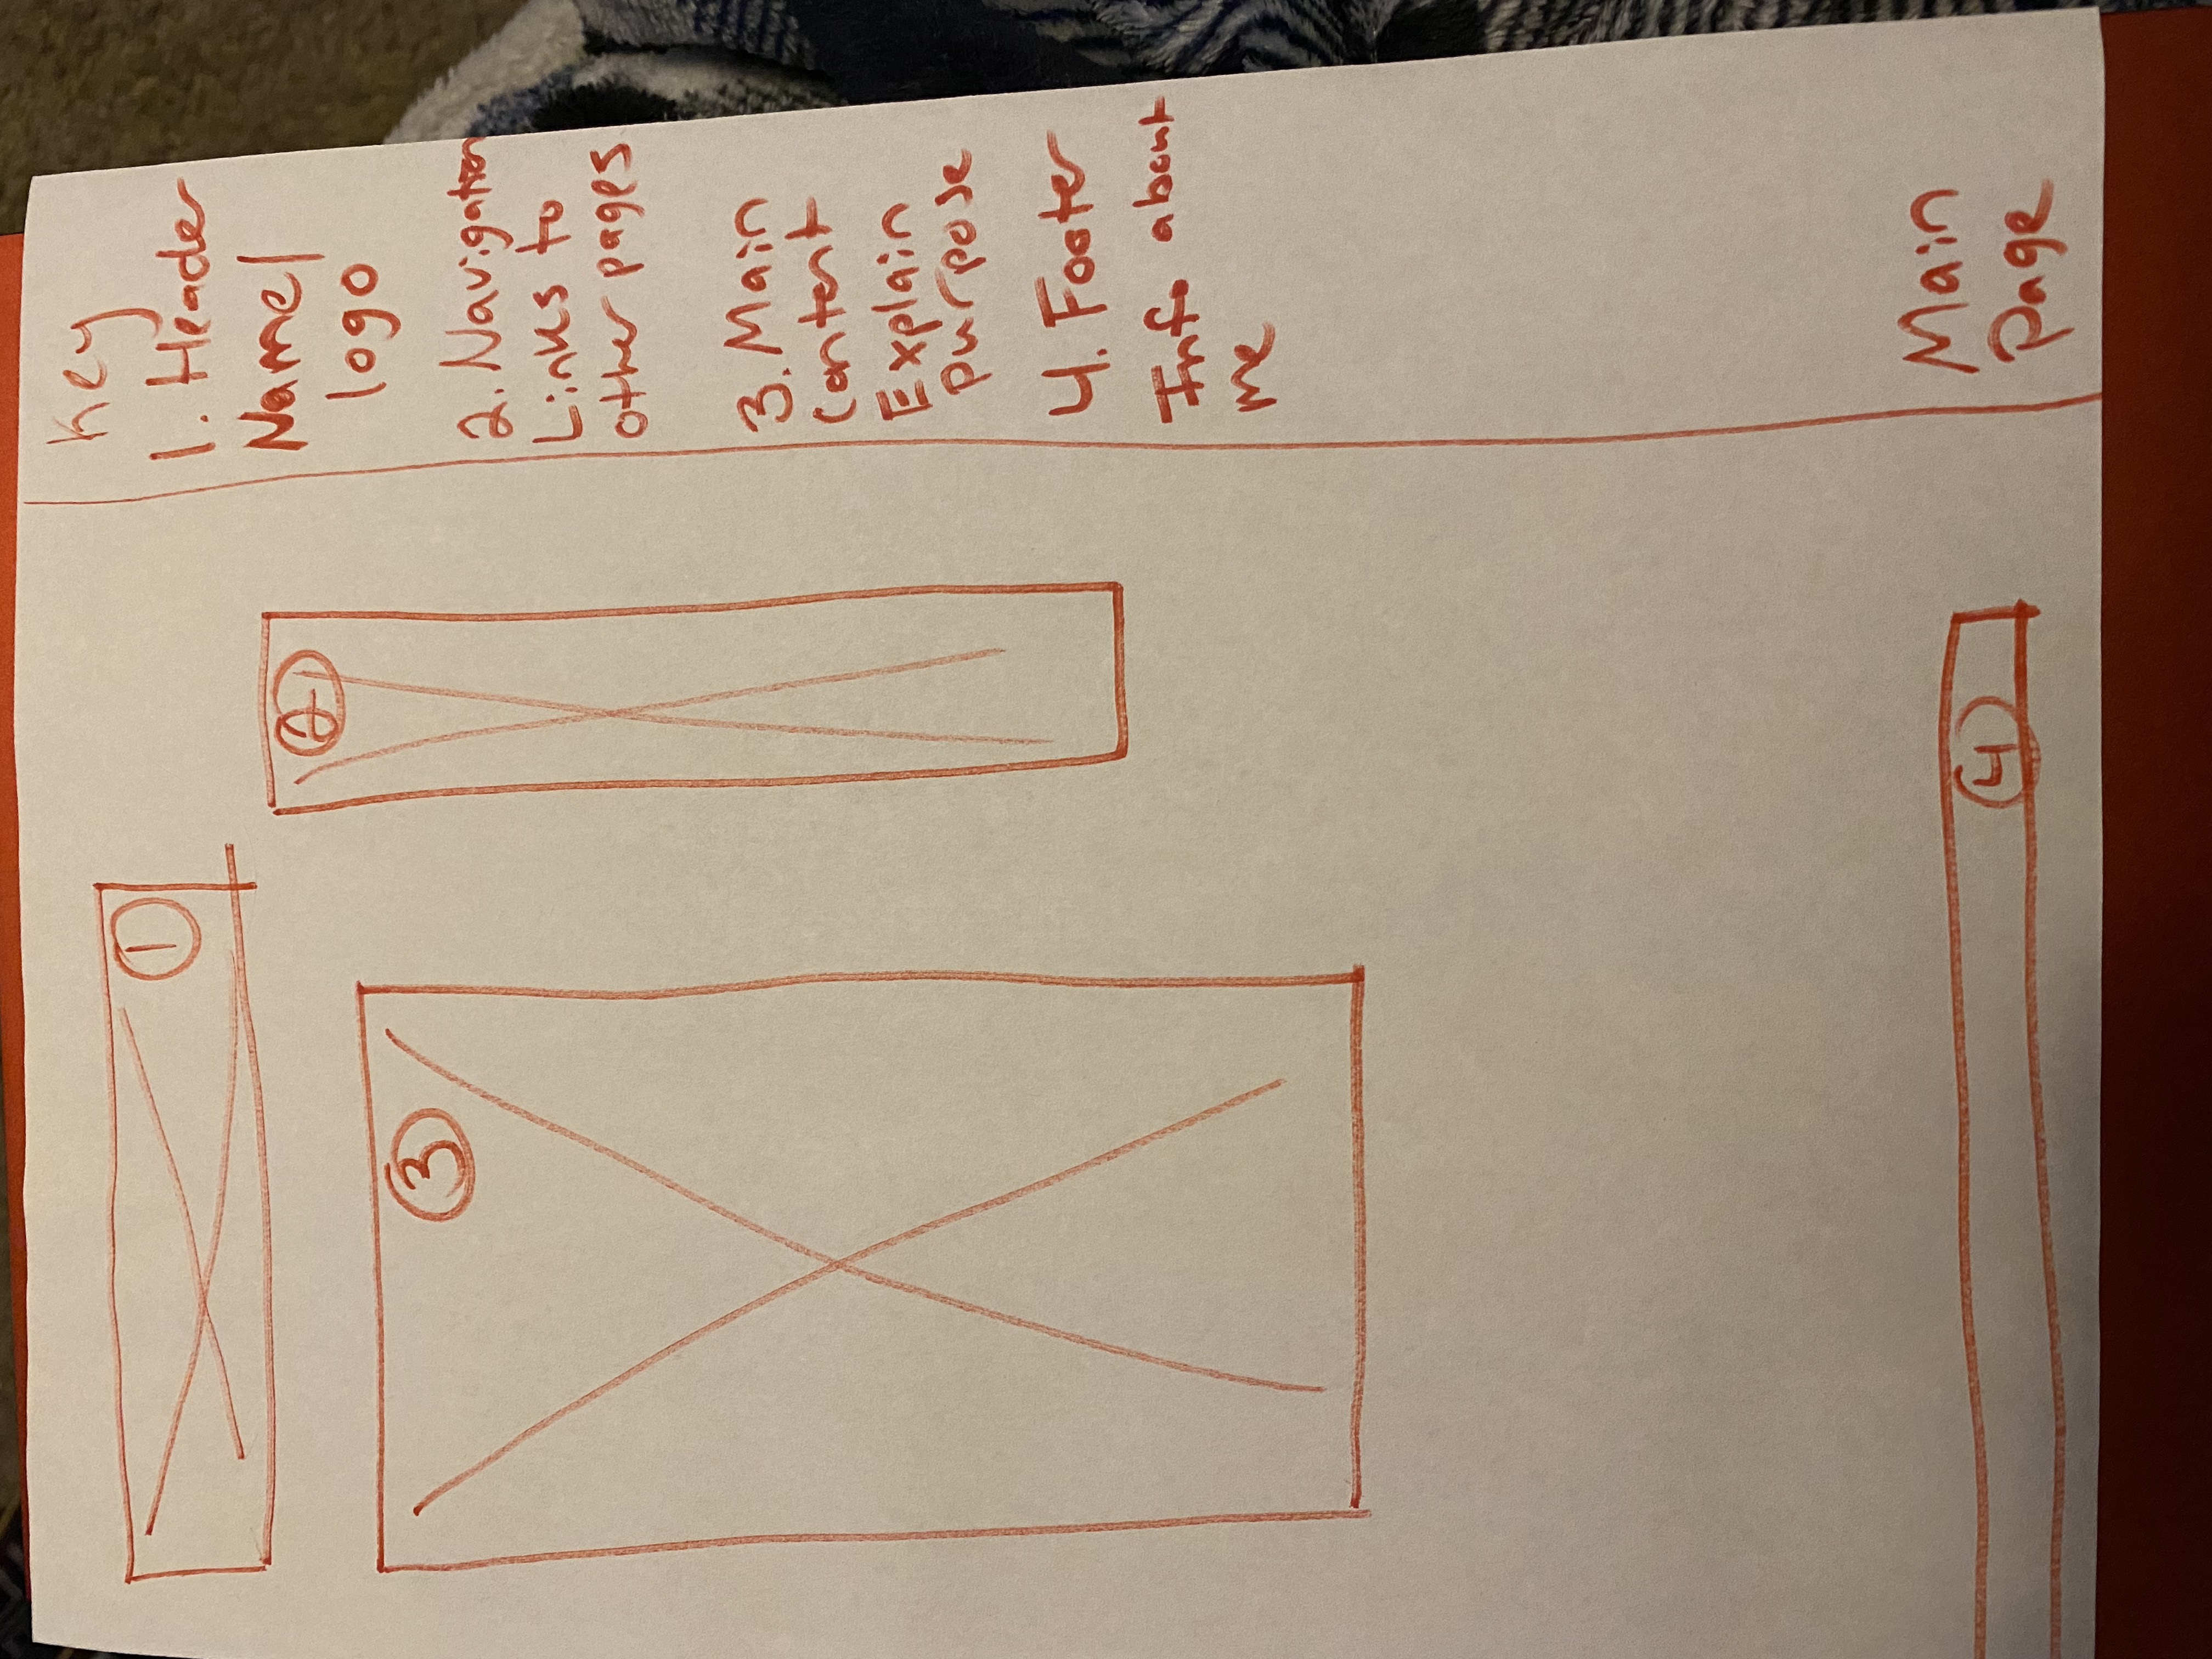 1
2
3
4
Key
1. Header
Name/
logo
2. Navigation
Links to
other pages
3. Main
Content
Explain
purpose
4. Footer
Info about
me
Main
Page